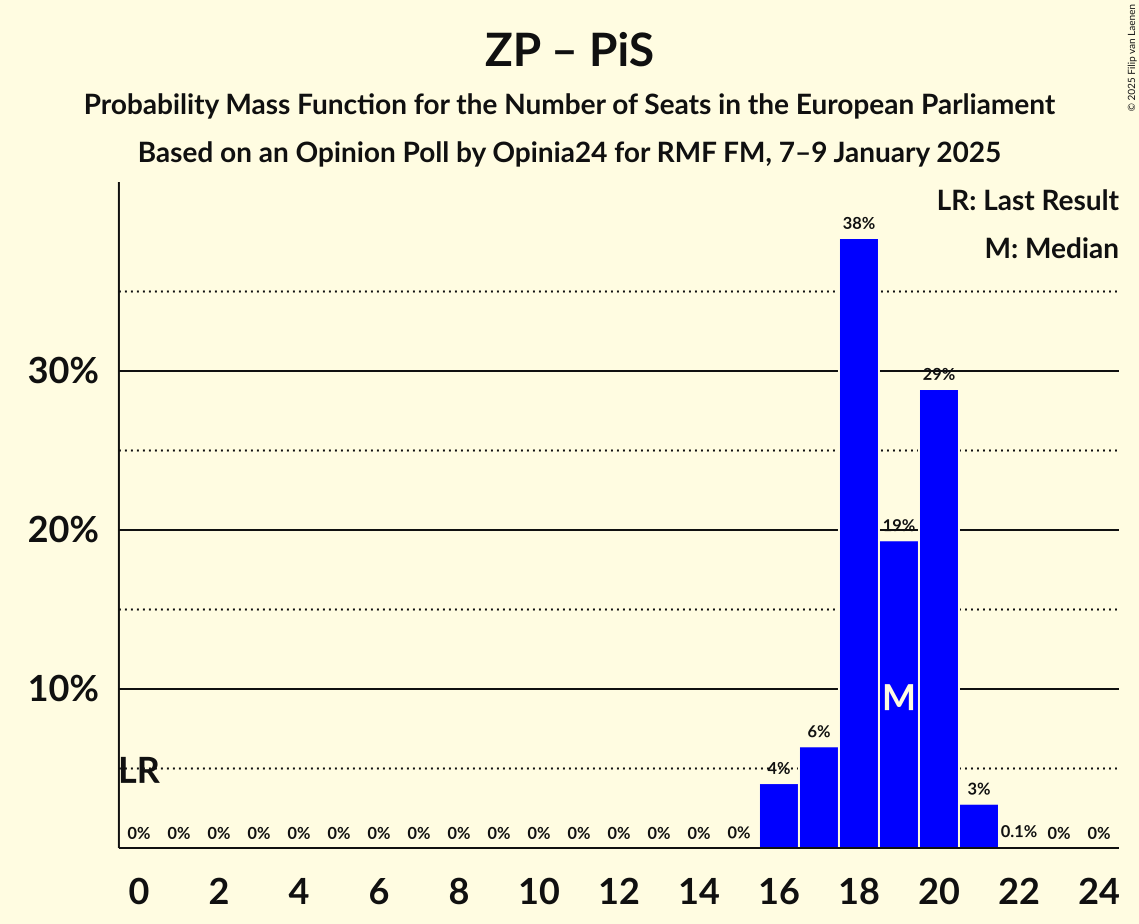 © 2025 Filip van Laenen
ZP – PiS
Probability Mass Function for the Number of Seats in the European Parliament
Based on an Opinion Poll by Opinia24 for RMF FM, 7–9 January 2025
LR: Last Result
M: Median
38%
30%
29%
20%
19%
10%
M
6%
LR
4%
3%
0% 0% 0% 0% 0% 0% 0% 0% 0% 0% 0% 0% 0% 0% 0% 0% 0.1% 0% 0%
0 2 4 6 8 10 12 14 16 18 20 22 24